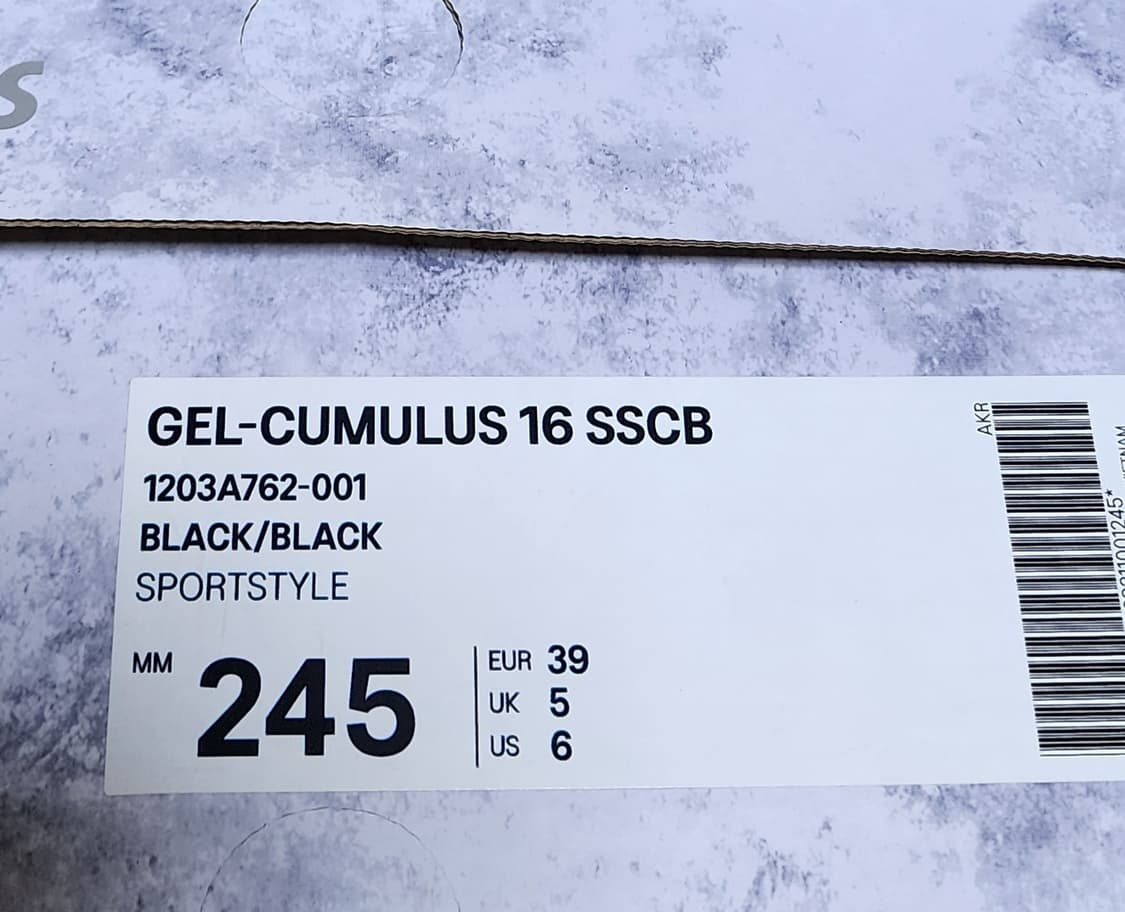 s
GEL-CUMULUS 16 SSCB
1203A762-001
BLACK/BLACK
SPORTSTYLE
MM 245
EUR 39
UK 5
US 6
AKR